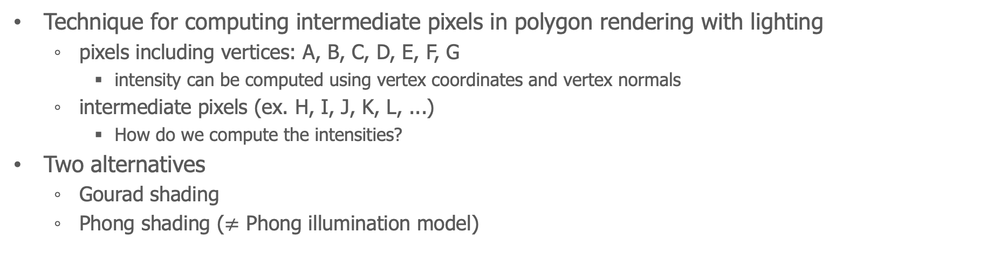 • Technique for computing intermediate pixels in polygon rendering with lighting
◦ pixels including vertices: A, B, C, D, E, F, G
▪ intensity can be computed using vertex coordinates and vertex normals
◦ intermediate pixels (ex. H, I, J, K, L, ...)
▪ How do we compute the intensities?
• Two alternatives
◦ Gourad shading
◦ Phong shading (≠ Phong illumination model)